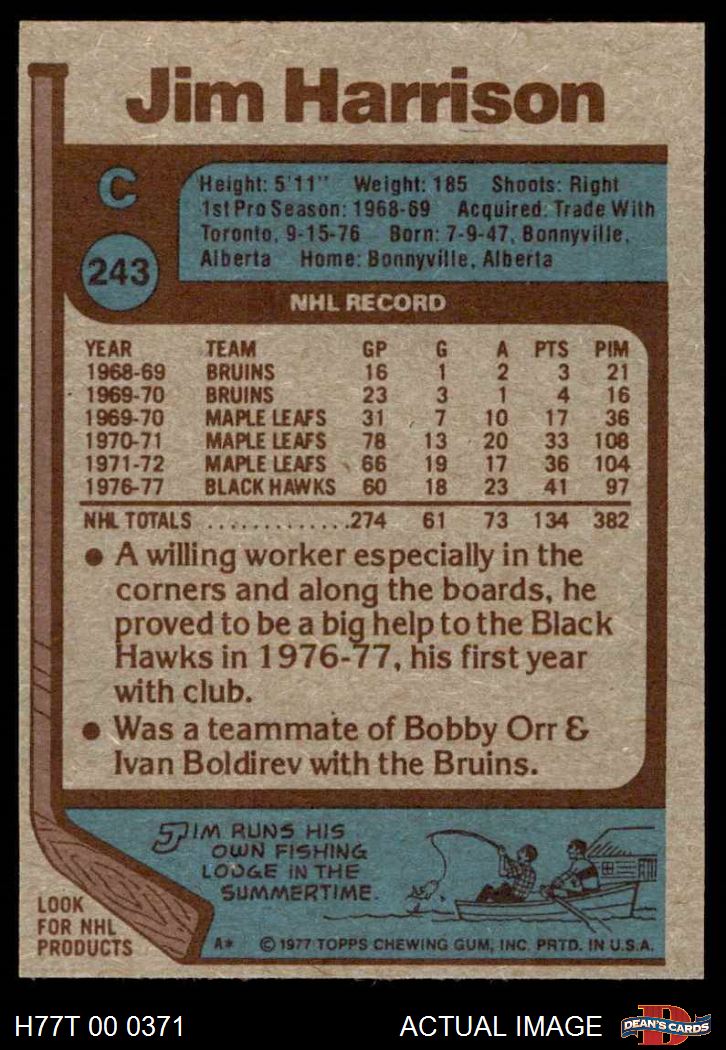 Jim Harrison
C
243
Height: 5'11" Weight: 185 Shoots: Right
1st Pro Season: 1968-69 Acquired: Trade With
Toronto, 9-15-76 Born: 7-9-47, Bonnyville,
Alberta Home: Bonnyville, Alberta
NHL RECORD
YEAR TEAM GP G A PTS PIM
1968-69 BRUINS 16 1 2 3 21
1969-70 BRUINS 23 3 1 4 16
1969-70 MAPLE LEAFS 31 7 10 17 36
1970-71 MAPLE LEAFS 78 13 20 33 108
1971-72 MAPLE LEAFS 66 19 17 36 104
1976-77 BLACK HAWKS 60 18 23 41 97
NHL TOTALS .............274 61 73 134 382
● A willing worker especially in the
corners and along the boards, he
proved to be a big help to the Black
Hawks in 1976-77, his first year
with club.
● Was a teammate of Bobby Orr &
Ivan Boldirev with the Bruins.
JIM RUNS HIS
OWN FISHING
LODGE IN THE
SUMMERTIME.
LOOK
FOR NHL
PRODUCTS
A* © 1977 TOPPS CHEWING GUM, INC. PRTD. IN U.S.A.
H77T 00 0371 ACTUAL IMAGE
D
DEAN'S CARDS